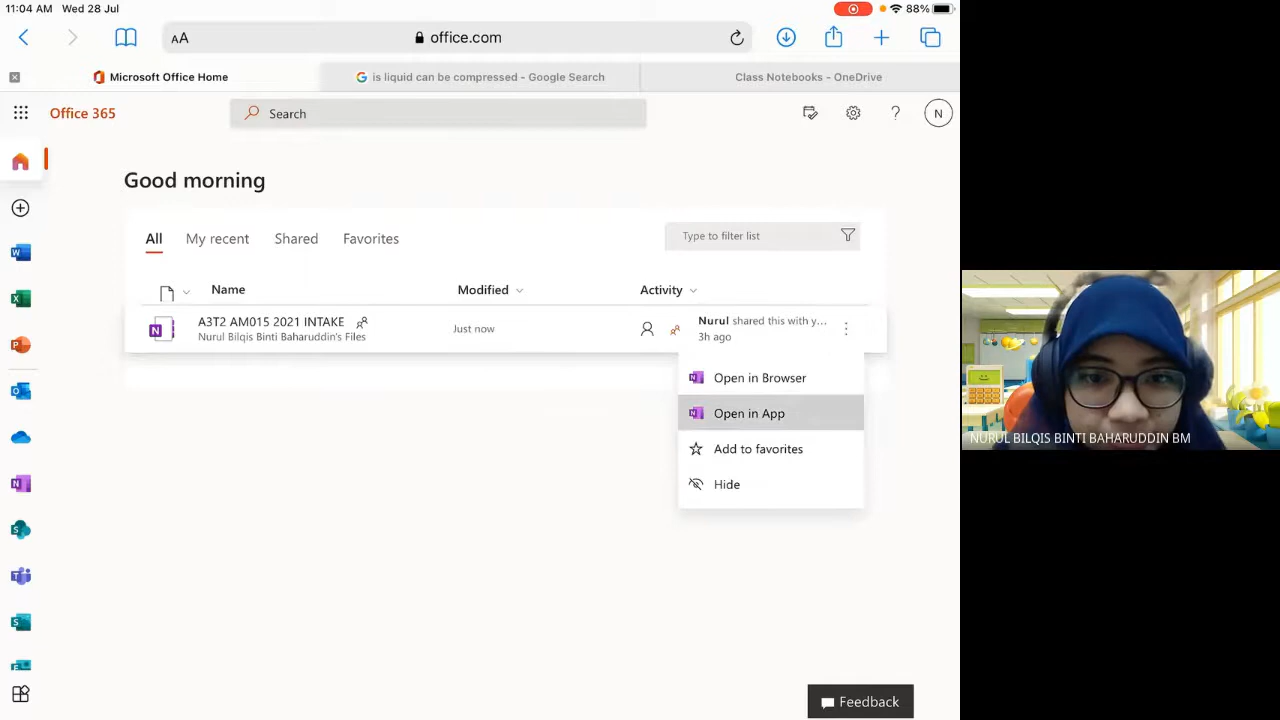 11:04 AM Wed 28 Jul
88%
AA
office.com
Microsoft Office Home
is liquid can be compressed - Google Search
Class Notebooks - OneDrive
Office 365
Search
N
Good morning
All
My recent
Shared
Favorites
Type to filter list
Name
Modified
Activity
A3T2 AM015 2021 INTAKE
Nurul Bilqis Binti Baharuddin's Files
Just now
Nurul shared this with y...
3h ago
Open in Browser
Open in App
Add to favorites
Hide
NURUL BILQIS BINTI BAHARUDDIN BM
Feedback